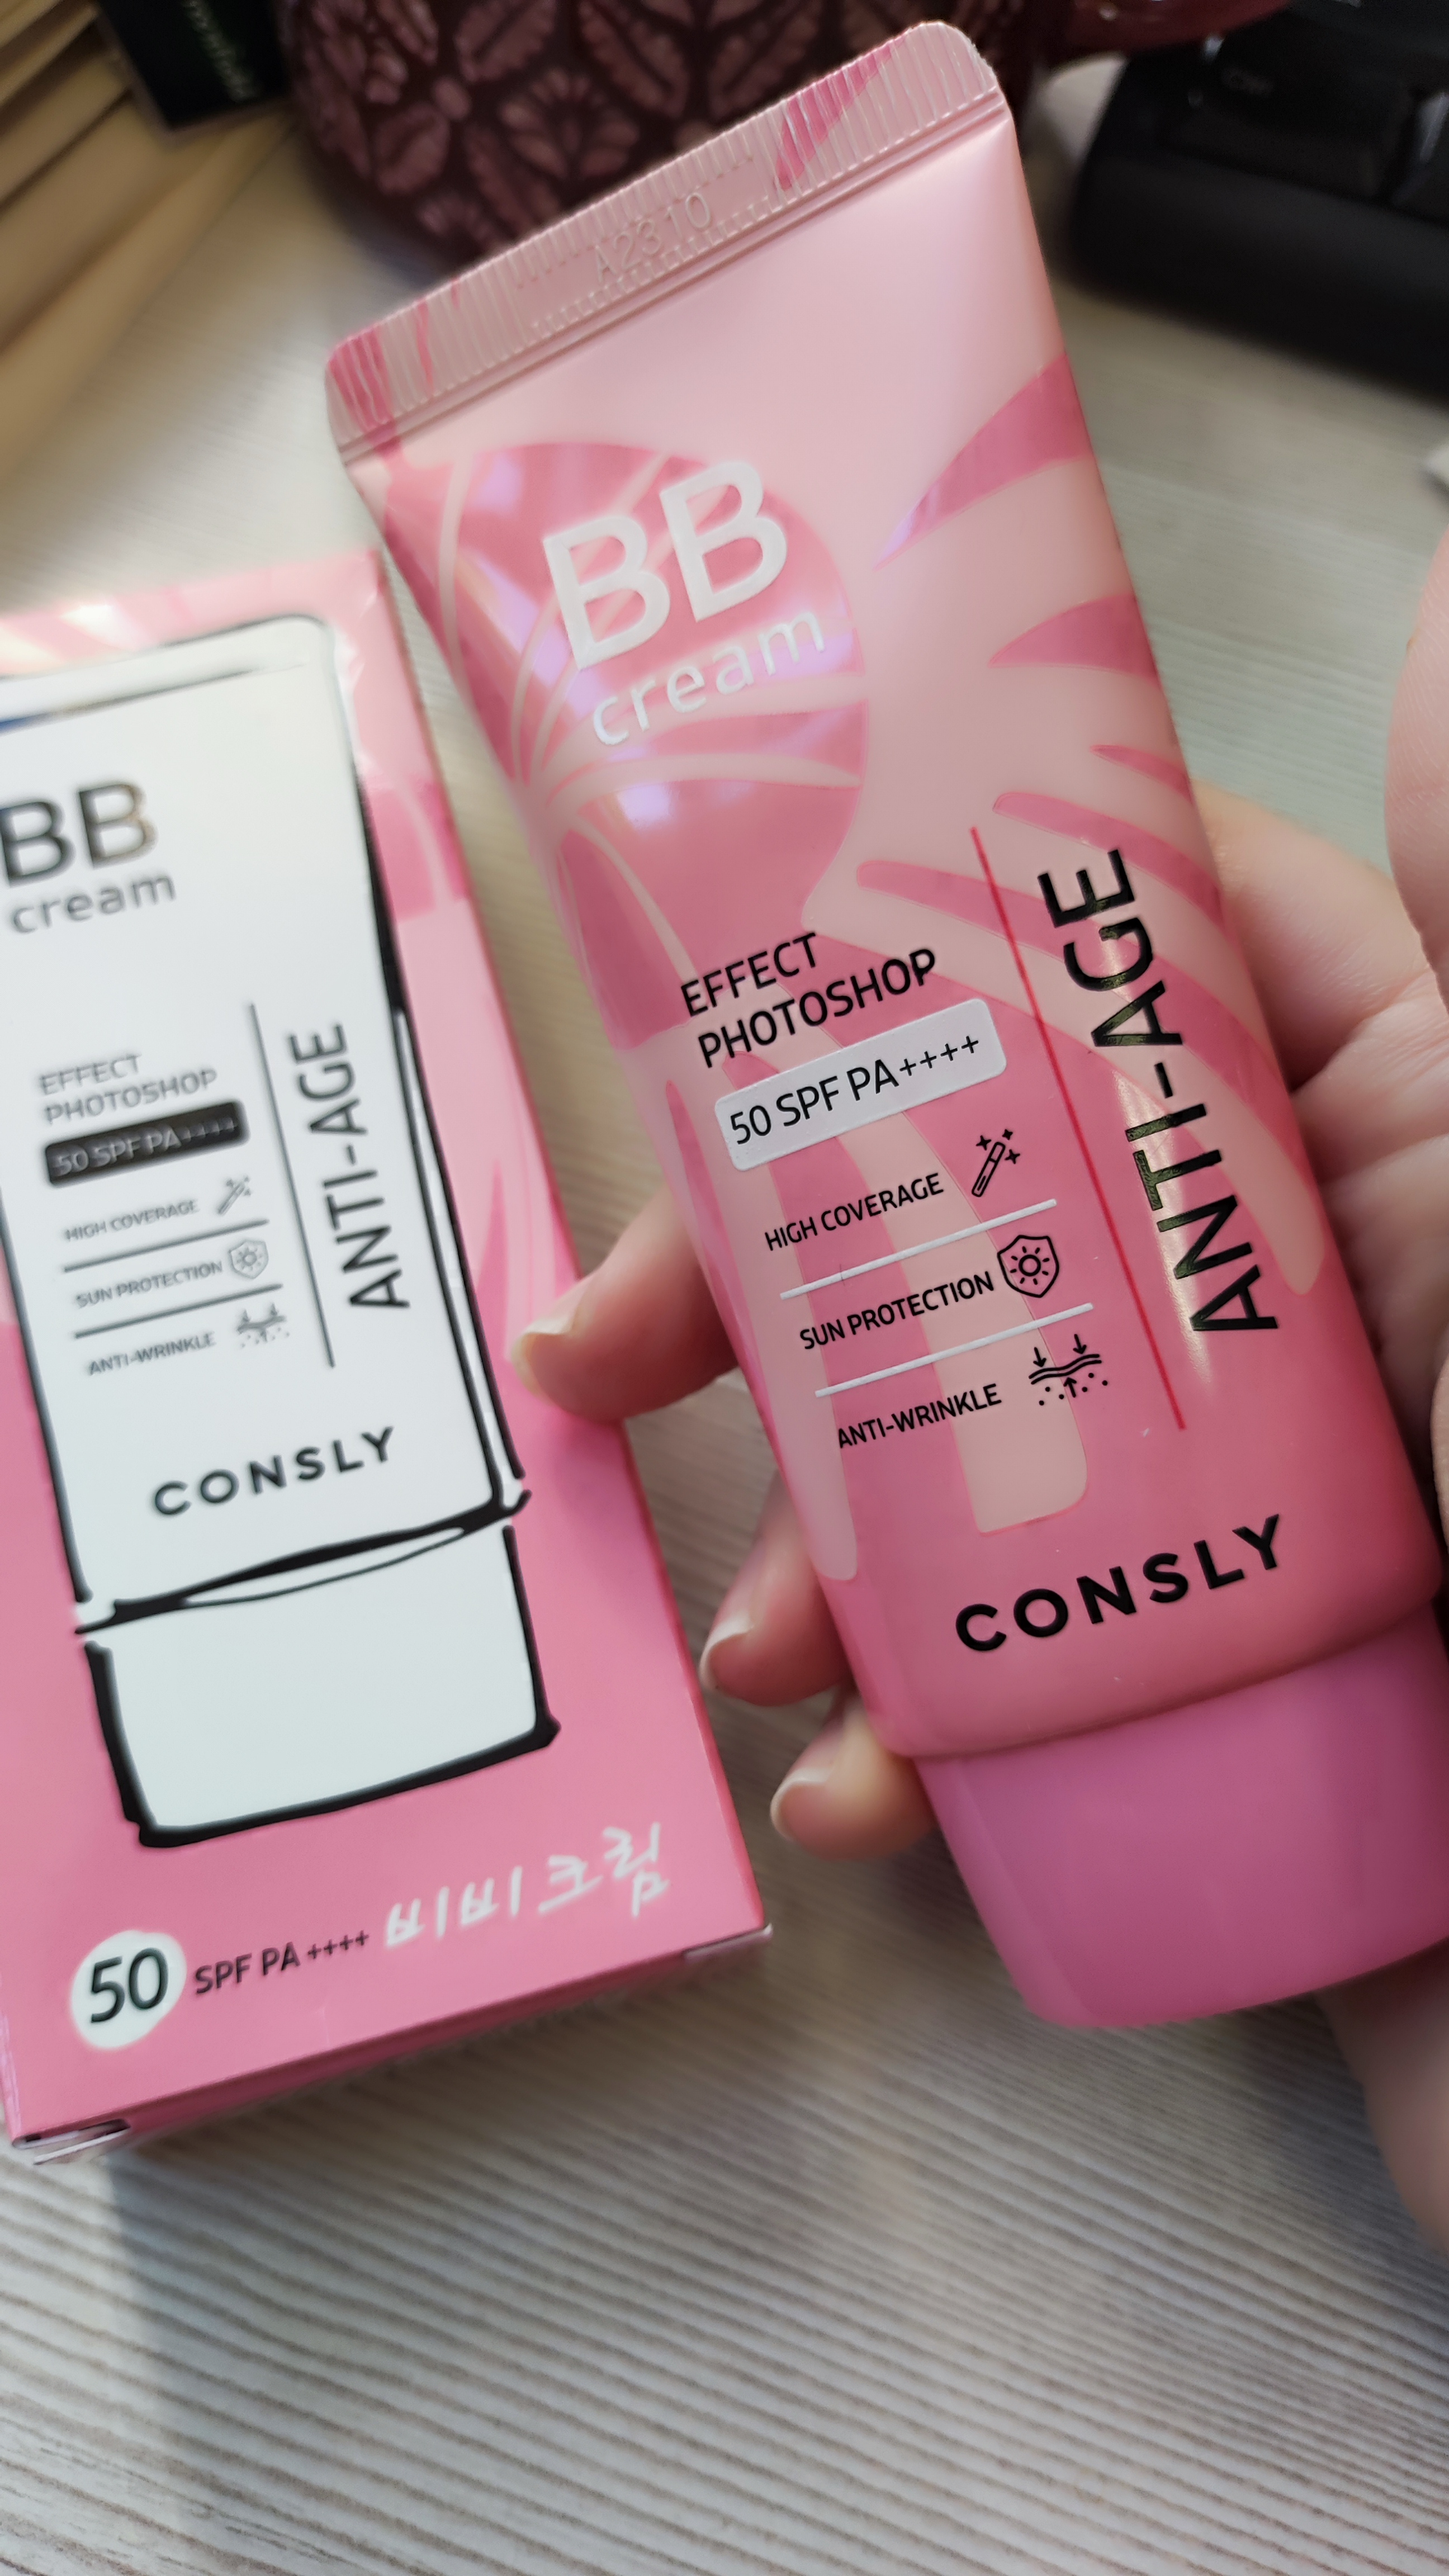 A2310
BB
cream
EFFECT
PHOTOSHOP
50 SPF PA++++
HIGH COVERAGE
SUN PROTECTION
ANTI-WRINKLE
ANTI-AGE
CONSLY
BB
cream
EFFECT
PHOTOSHOP
50 SPF PA++++
HIGH COVERAGE
SUN PROTECTION
ANTI-WRINKLE
ANTI-AGE
CONSLY
50 SPF PA++++ 비비크림